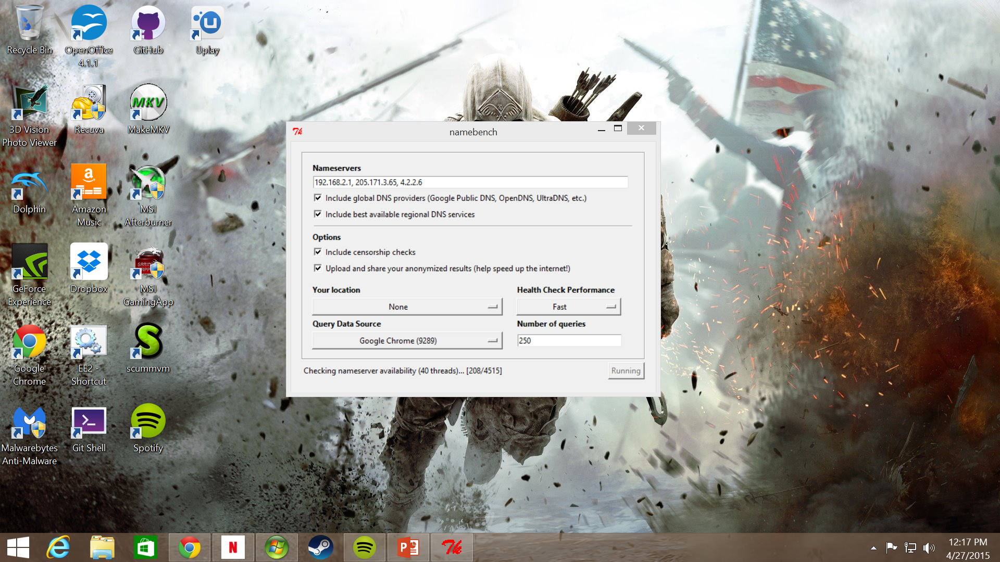 Recycle Bin
OpenOffice
4.1.1
GitHub
Uplay
3D Vision
Photo Viewer
Recuva
MKV
MakeMKV
Dolphin
a
Amazon
Music
MSI
Afterburner
GeForce
Experience
Dropbox
MSI
GamingApp
Google
Chrome
EE2 -
Shortcut
S
scummvm
Malwarebytes
Anti-Malware
Git Shell
Spotify
namebench
Nameservers
192.168.2.1, 205.171.3.65, 4.2.2.6
Include global DNS providers (Google Public DNS, OpenDNS, UltraDNS, etc.)
Include best available regional DNS services
Options
Include censorship checks
Upload and share your anonymized results (help speed up the internet!)
Your location
Health Check Performance
None
Fast
Query Data Source
Number of queries
Google Chrome (9289)
250
Checking nameserver availability (40 threads)... [208/4515]
Running
N
P
12:17 PM
4/27/2015